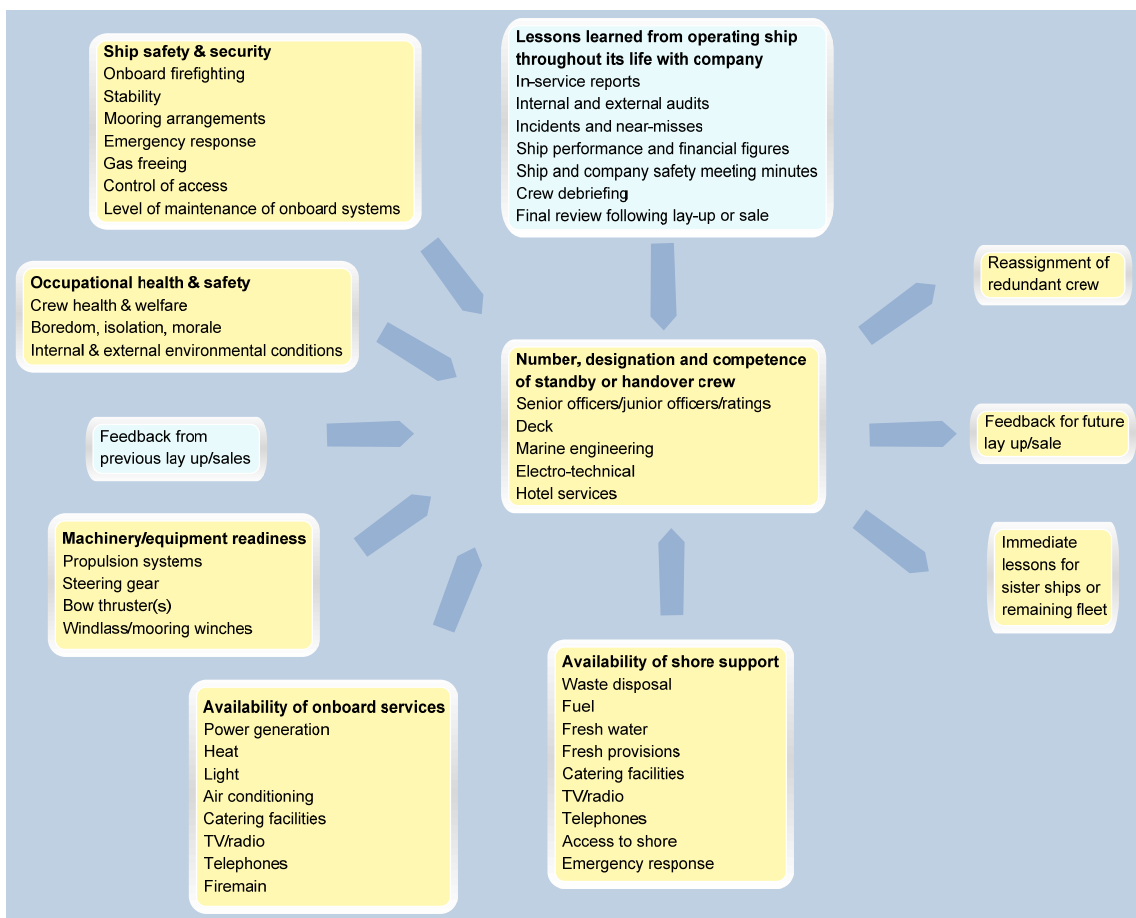 Ship safety & security
Onboard firefighting
Stability
Mooring arrangements
Emergency response
Gas freeing
Control of access
Level of maintenance of onboard systems
Lessons learned from operating ship
throughout its life with company
In-service reports
Internal and external audits
Incidents and near-misses
Ship performance and financial figures
Ship and company safety meeting minutes
Crew debriefing
Final review following lay-up or sale
Occupational health & safety
Crew health & welfare
Boredom, isolation, morale
Internal & external environmental conditions
Reassignment of
redundant crew
Number, designation and competence
of standby or handover crew
Senior officers/junior officers/ratings
Deck
Marine engineering
Electro-technical
Hotel services
Feedback from
previous lay up/sales
Feedback for future
lay up/sale
Machinery/equipment readiness
Propulsion systems
Steering gear
Bow thruster(s)
Windlass/mooring winches
Immediate
lessons for
sister ships or
remaining fleet
Availability of onboard services
Power generation
Heat
Light
Air conditioning
Catering facilities
TV/radio
Telephones
Firemain
Availability of shore support
Waste disposal
Fuel
Fresh water
Fresh provisions
Catering facilities
TV/radio
Telephones
Access to shore
Emergency response